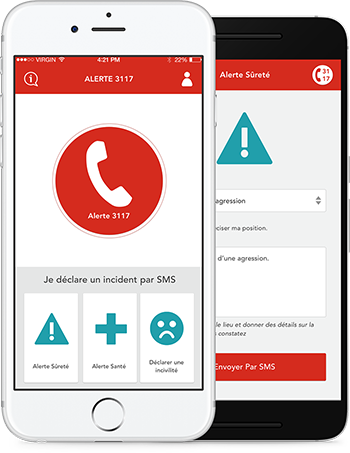 VIRGIN 4:21 PM 22%
ALERTE 3117
Alerte 3117
Je déclare un incident par SMS
Alerte Sûreté
Alerte Santé
Déclarer une
incivilité
Alerte Sûreté
31
17
agression
ciser ma position.
d'une agression.
le lieu et donner des détails sur la
constatez
Envoyer Par SMS